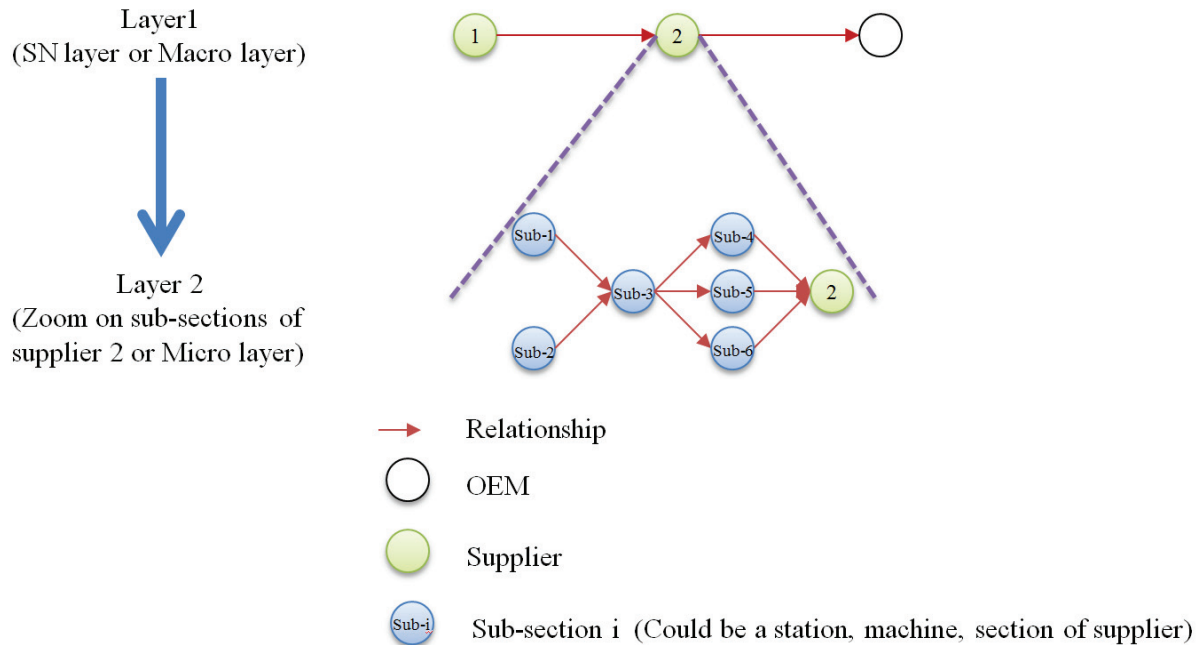 Layer1
(SN layer or Macro layer)
1
2
Sub-1
Sub-4
Layer 2
(Zoom on sub-sections of
supplier 2 or Micro layer)
Sub-3
Sub-5
2
Sub-2
Sub-6
Relationship
OEM
Supplier
Sub-i
Sub-section i (Could be a station, machine, section of supplier)